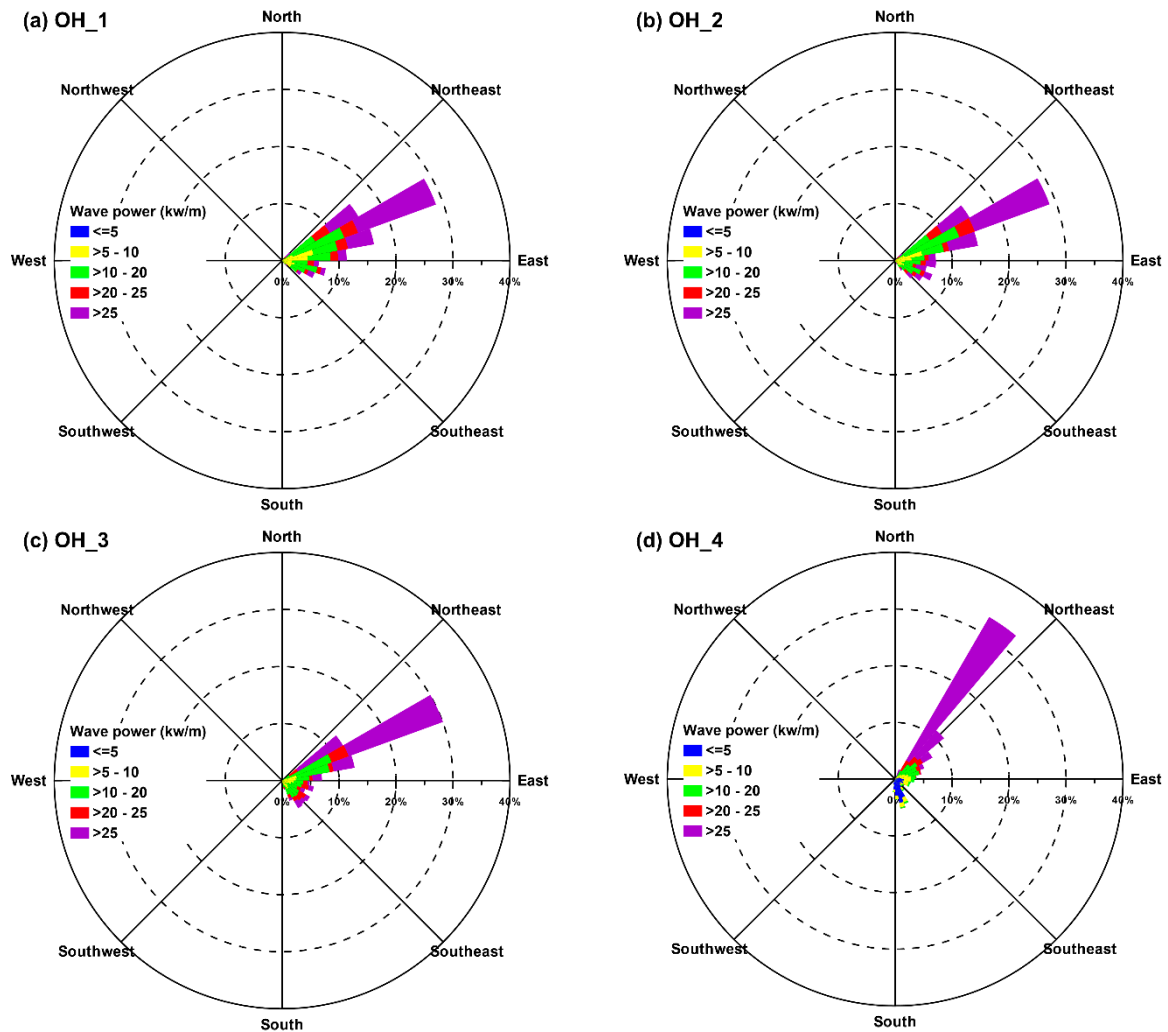 (a) OH_1
North
Northwest
Northeast
Wave power (kw/m)
<=5
>5 - 10
>10 - 20
>20 - 25
>25
West
East
0% 10% 20% 30% 40%
Southwest
Southeast
South
(b) OH_2
North
Northwest
Northeast
Wave power (kw/m)
<=5
>5 - 10
>10 - 20
>20 - 25
>25
West
East
0% 10% 20% 30% 40%
Southwest
Southeast
South
(c) OH_3
North
Northwest
Northeast
Wave power (kw/m)
<=5
>5 - 10
>10 - 20
>20 - 25
>25
West
East
0% 10% 20% 30% 40%
Southwest
Southeast
South
(d) OH_4
North
Northwest
Northeast
Wave power (kw/m)
<=5
>5 - 10
>10 - 20
>20 - 25
>25
West
East
0% 10% 20% 30% 40%
Southwest
Southeast
South